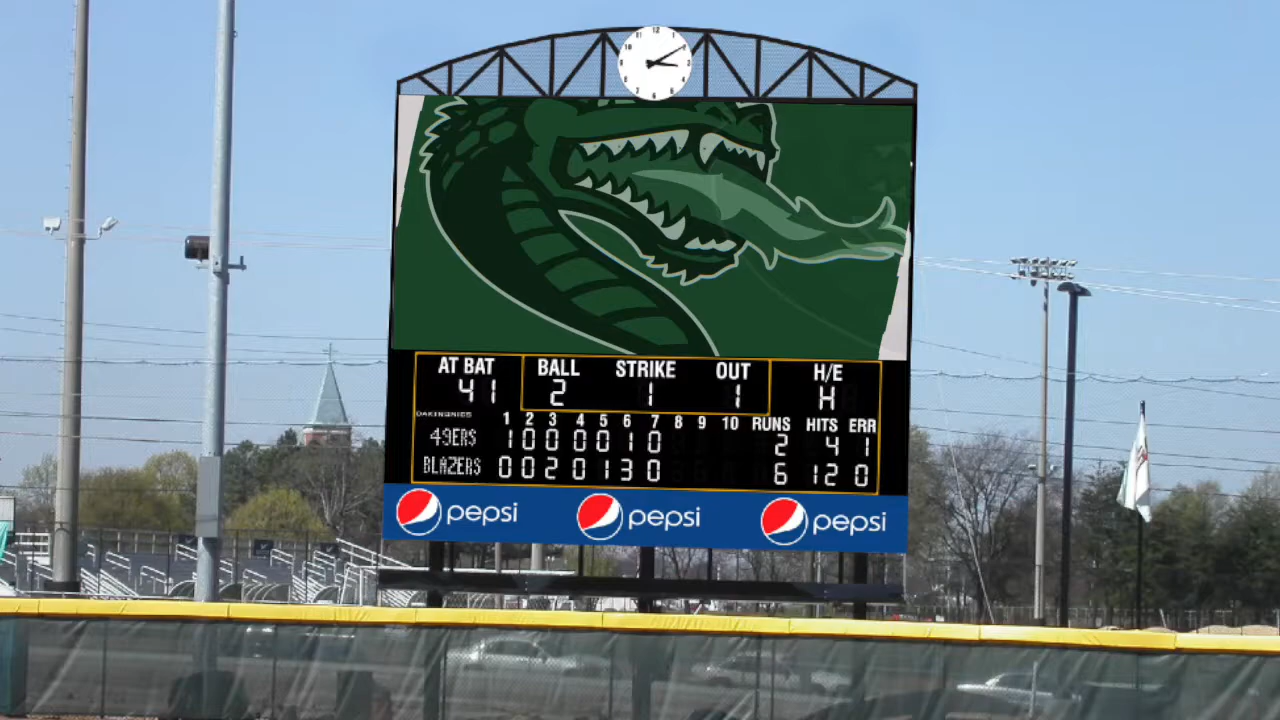 AT BAT BALL STRIKE OUT H/E
41 2 1 1 H
DAKTRONICS 1 2 3 4 5 6 7 8 9 10 RUNS HITS ERR
49ERS 1 0 0 0 0 1 0 2 4 1
BLAZERS 0 0 2 0 1 3 0 6 12 0
pepsi pepsi pepsi